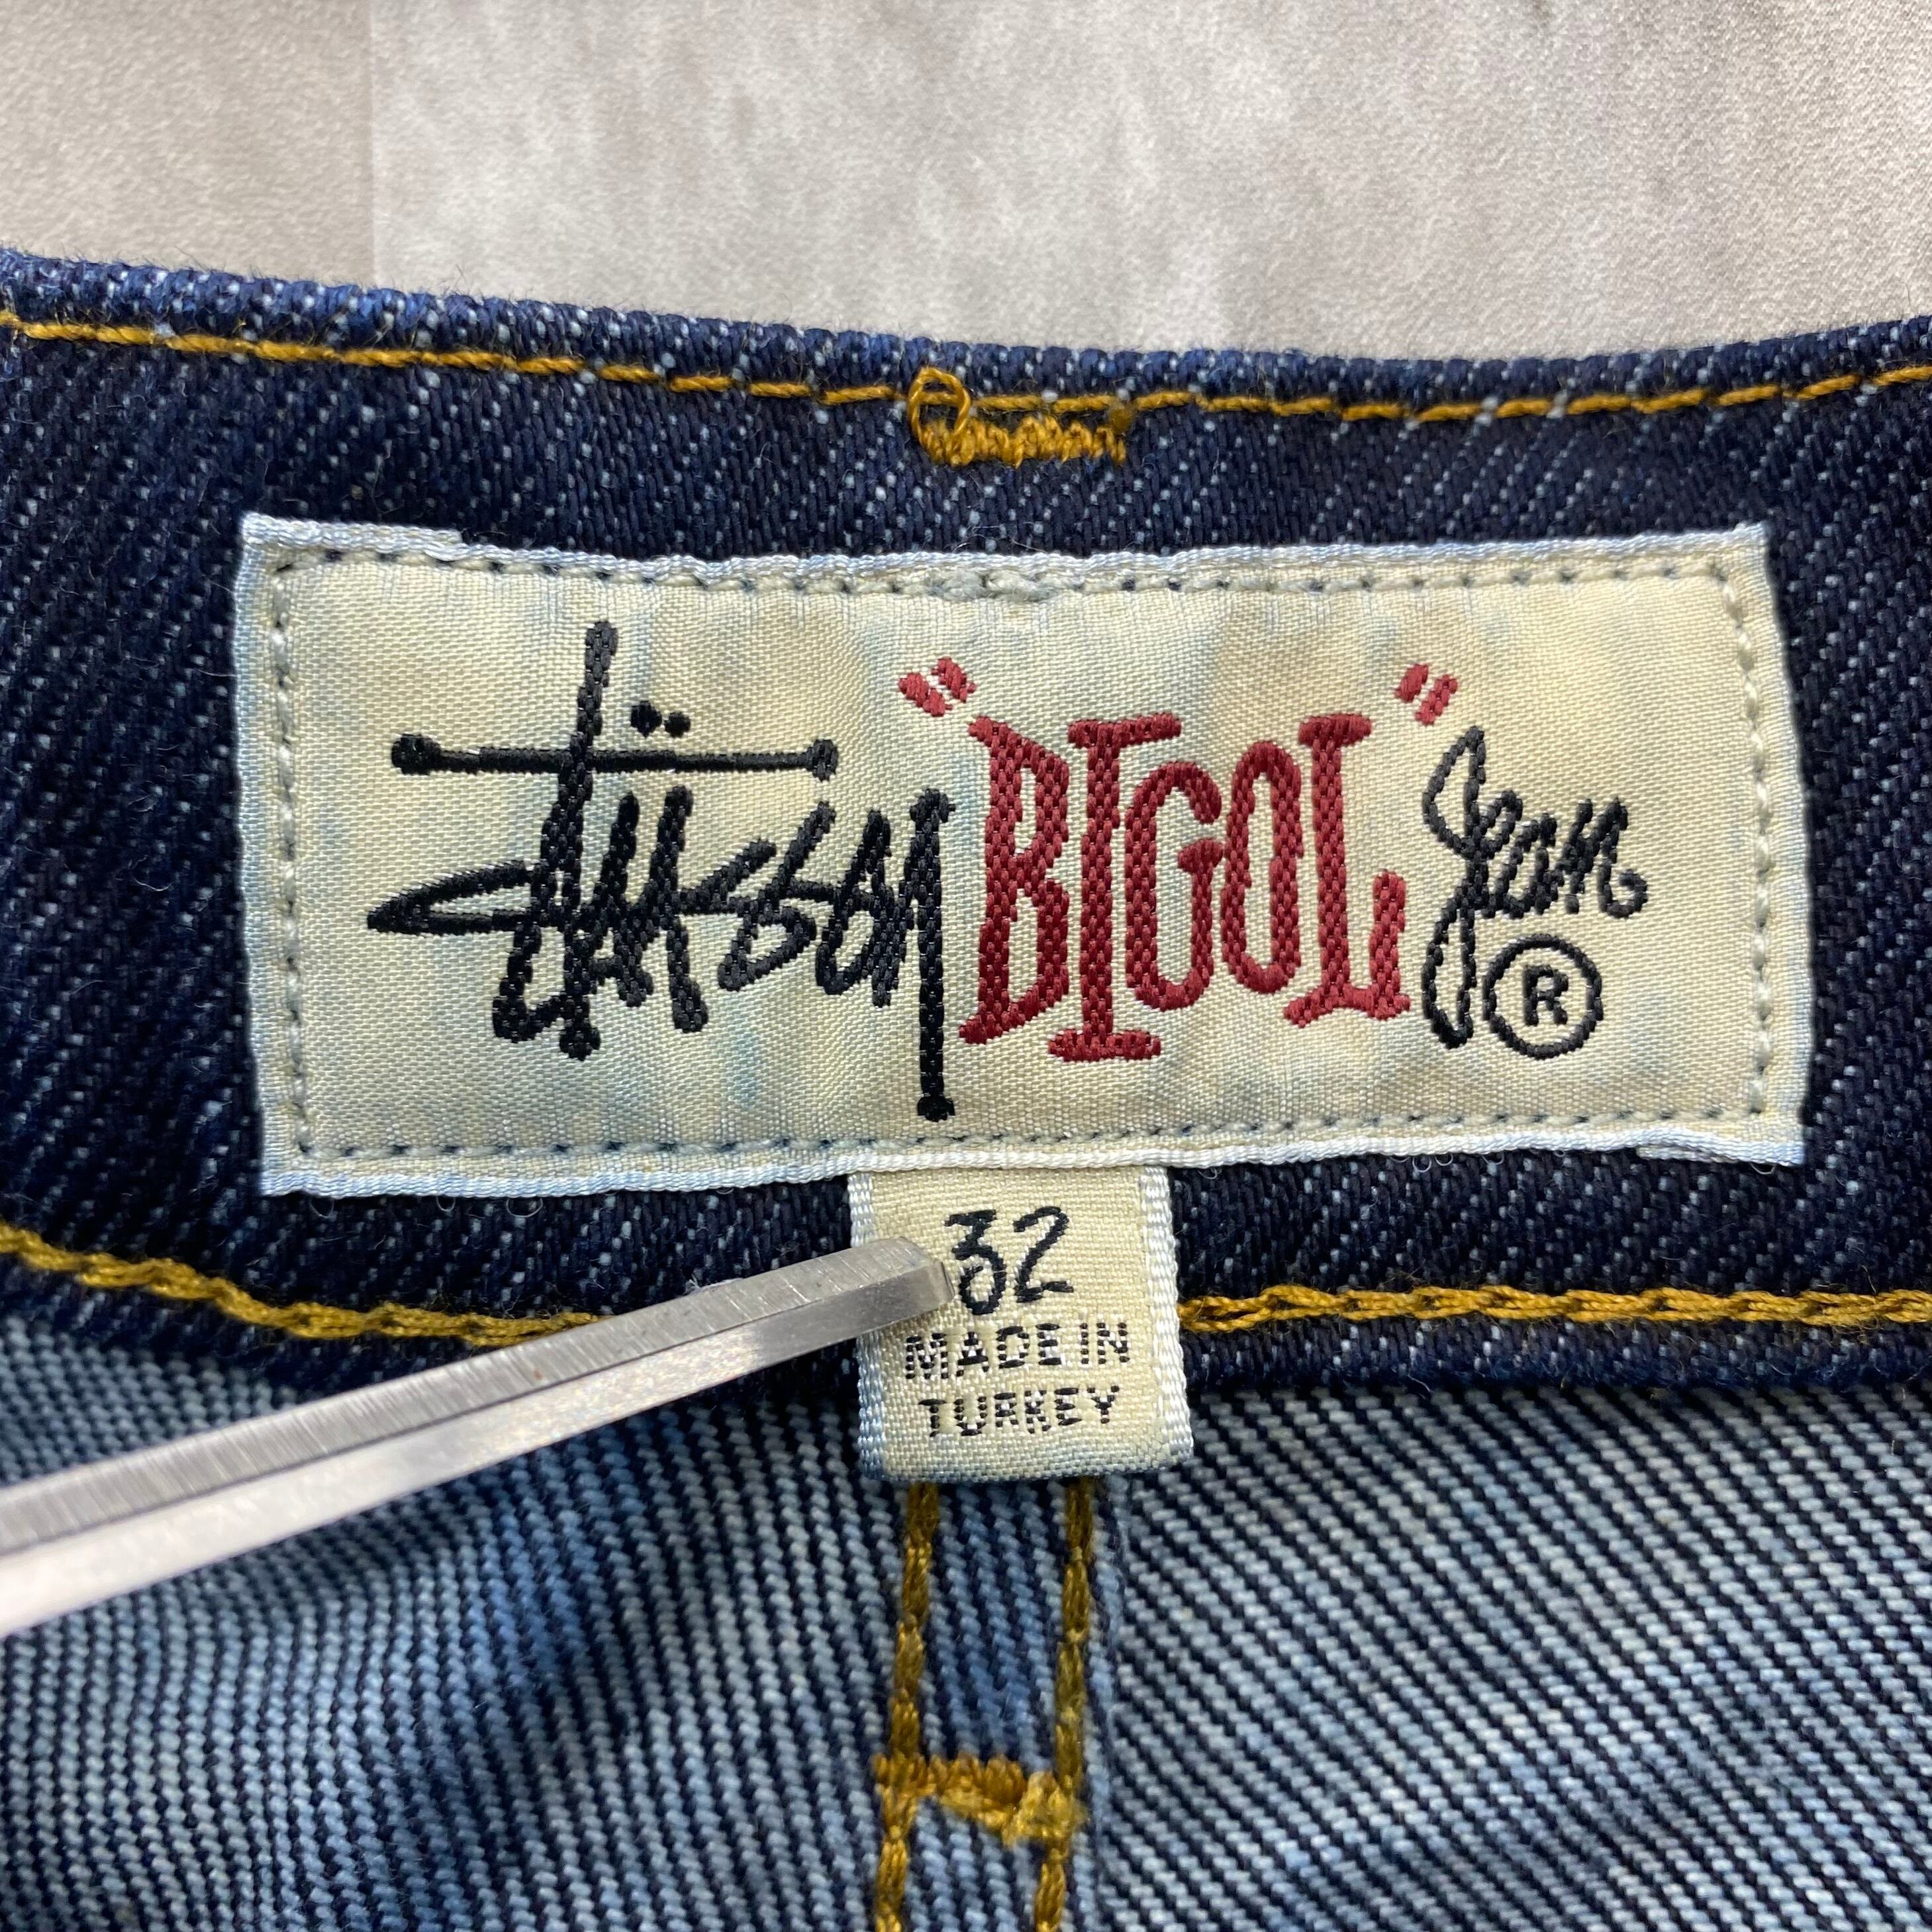 Stüssy "BIGOL" Jean ®
32
MADE IN
TURKEY